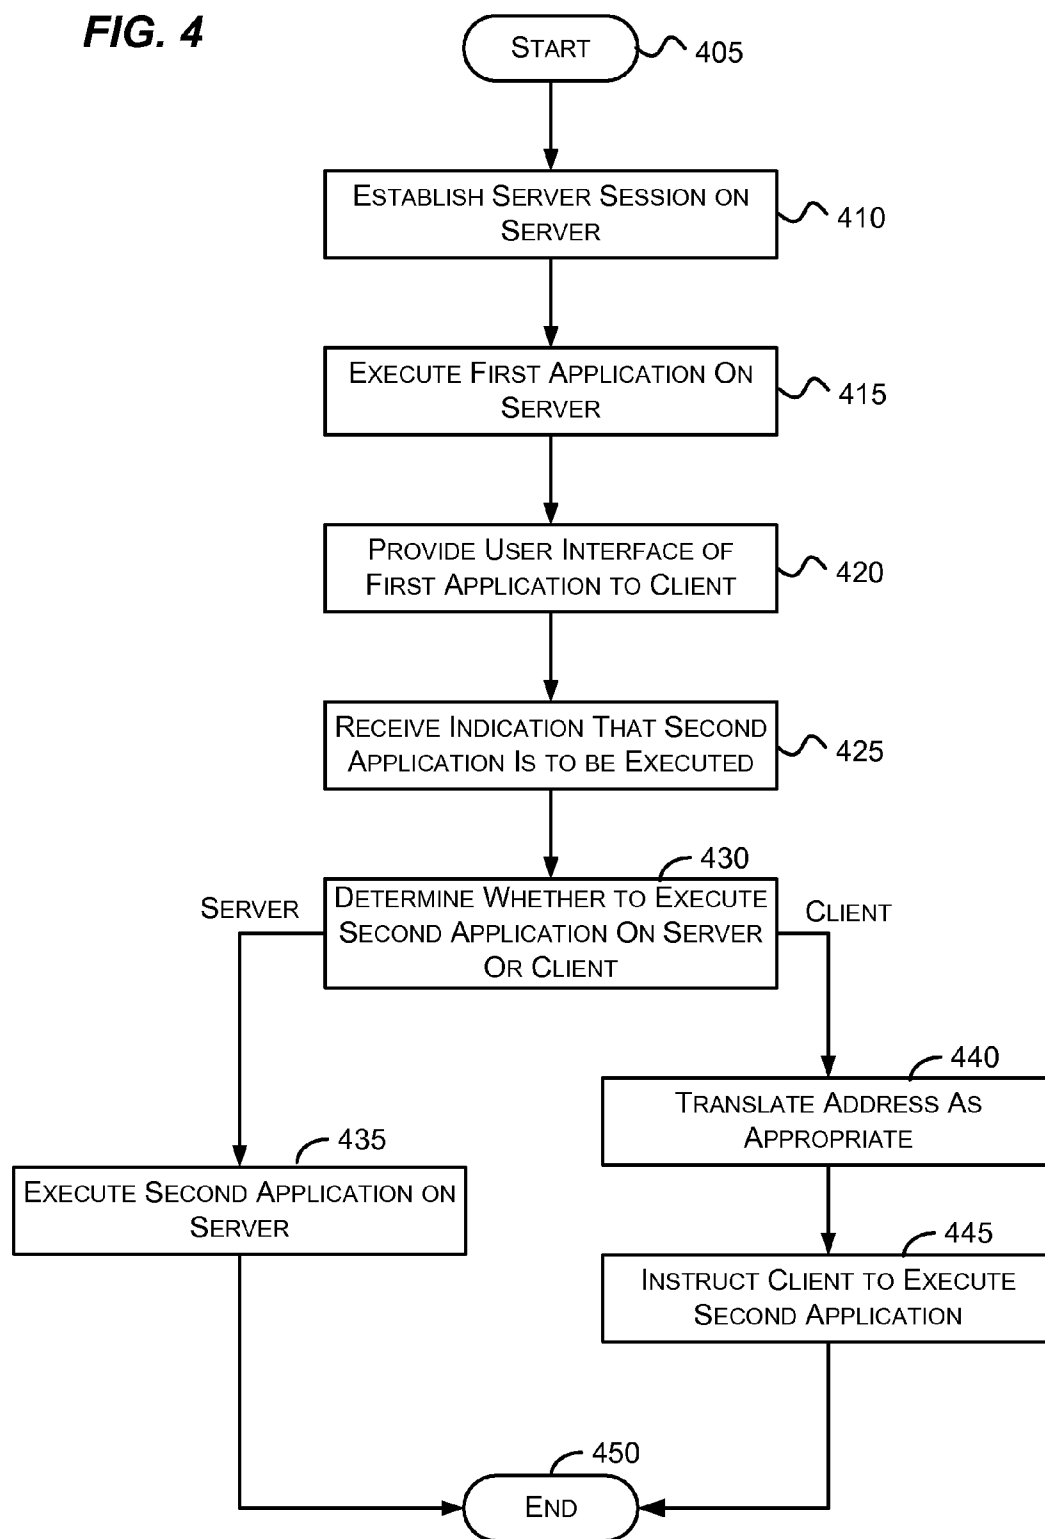 FIG. 4
START
405
ESTABLISH SERVER SESSION ON
SERVER
410
EXECUTE FIRST APPLICATION ON
SERVER
415
PROVIDE USER INTERFACE OF
FIRST APPLICATION TO CLIENT
420
RECEIVE INDICATION THAT SECOND
APPLICATION IS TO BE EXECUTED
425
430
DETERMINE WHETHER TO EXECUTE
SECOND APPLICATION ON SERVER
OR CLIENT
SERVER
CLIENT
435
EXECUTE SECOND APPLICATION ON
SERVER
440
TRANSLATE ADDRESS AS
APPROPRIATE
445
INSTRUCT CLIENT TO EXECUTE
SECOND APPLICATION
450
END